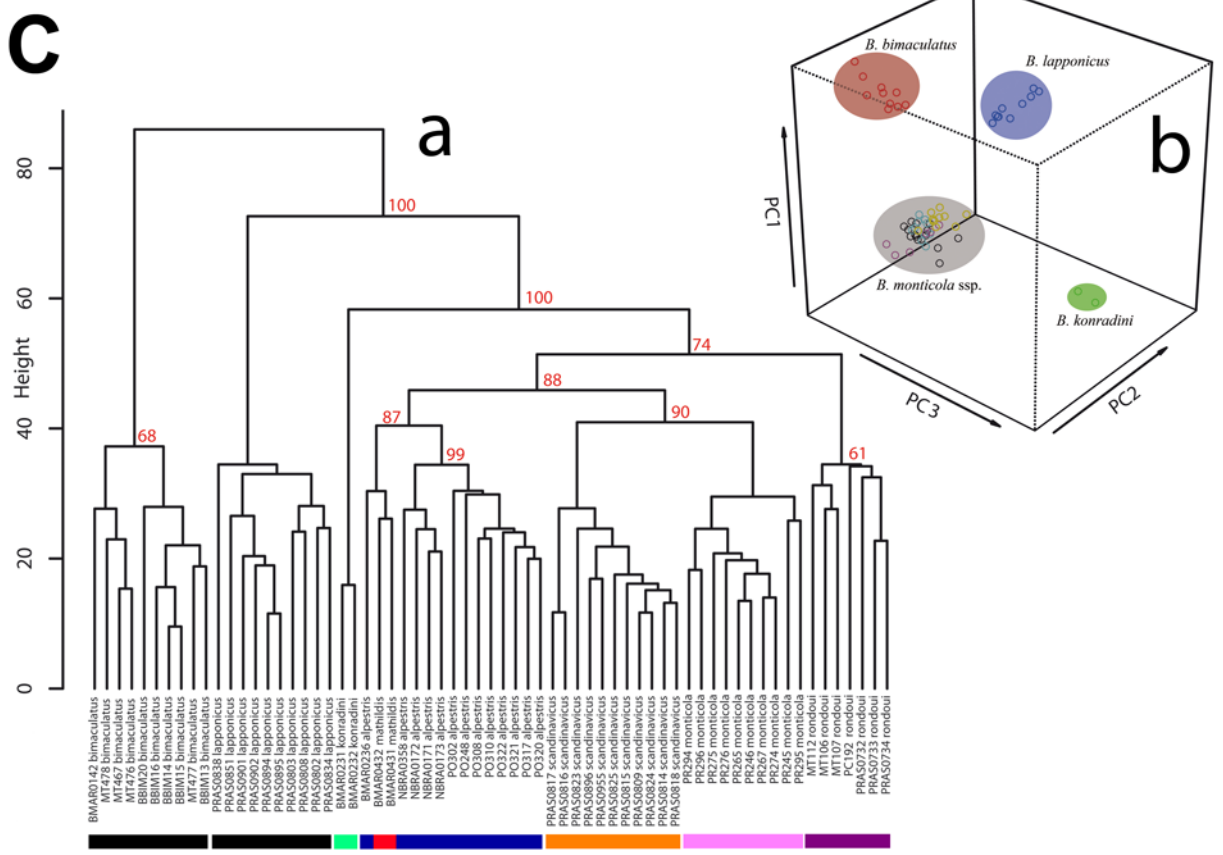 C
a
b
B. bimaculatus
B. lapponicus
B. monticola ssp.
B. konradini
PC1
PC3
PC2
Height
80
60
40
20
0
100
100
74
88
90
87
99
68
61
BMAR0142 bimaculatus
MT478 bimaculatus
MT67 bimaculatus
MT476 bimaculatus
BBIM20 bimaculatus
BBIM16 bimaculatus
BBIM14 bimaculatus
BBIM15 bimaculatus
MT477 bimaculatus
BBIM13 bimaculatus
PRAS0838 lapponicus
PRAS0851 lapponicus
PRAS0901 lapponicus
PRAS0902 lapponicus
PRAS0894 lapponicus
PRAS0895 lapponicus
PRAS0803 lapponicus
PRAS0808 lapponicus
PRAS0802 lapponicus
PRAS0834 lapponicus
BMAR0231 konradini
BMAR0232 konradini
BMAR0236 alpestris
BMAR0432 mathildis
BMAR0431 mathildis
NBRA0358 alpestris
NBRA0172 alpestris
NBRA0171 alpestris
NBRA0173 alpestris
PO302 alpestris
PO248 alpestris
PO208 alpestris
PO310 alpestris
PO322 alpestris
PO321 alpestris
PO317 alpestris
PO320 alpestris
PRAS0817 scandinavicus
PRAS0816 scandinavicus
PRAS0823 scandinavicus
PRAS0896 scandinavicus
PRAS0955 scandinavicus
PRAS0825 scandinavicus
PRAS0815 scandinavicus
PRAS0809 scandinavicus
PRAS0824 scandinavicus
PRAS0814 scandinavicus
PRAS0818 scandinavicus
PR294 monticola
PR296 monticola
PR275 monticola
PR276 monticola
PR265 monticola
PR246 monticola
PR267 monticola
PR274 monticola
PR245 monticola
PR295 monticola
MT112 rondoui
MT106 rondoui
MT107 rondoui
PC192 rondoui
PRAS0732 rondoui
PRAS0733 rondoui
PRAS0734 rondoui